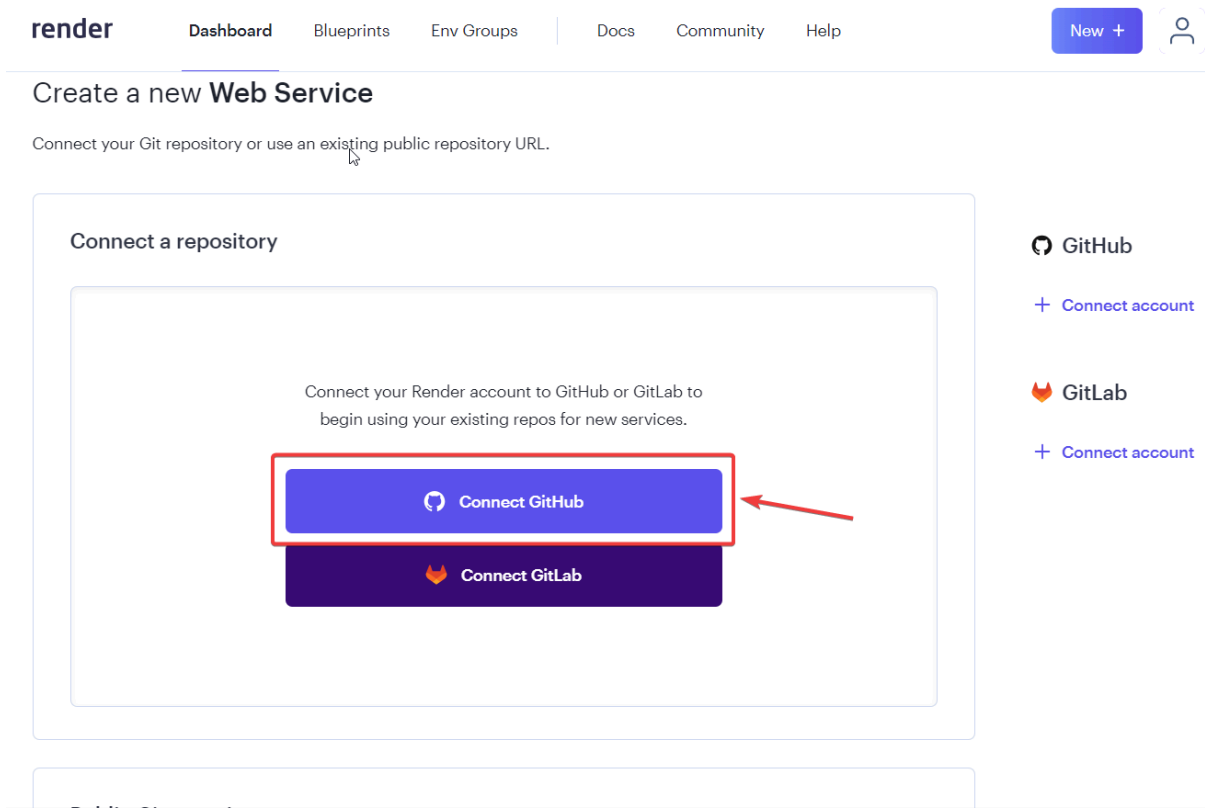 render
Dashboard
Blueprints
Env Groups
Docs
Community
Help
New +
Create a new Web Service
Connect your Git repository or use an existing public repository URL.
Connect a repository
Connect your Render account to GitHub or GitLab to
begin using your existing repos for new services.
Connect GitHub
Connect GitLab
GitHub
+ Connect account
GitLab
+ Connect account